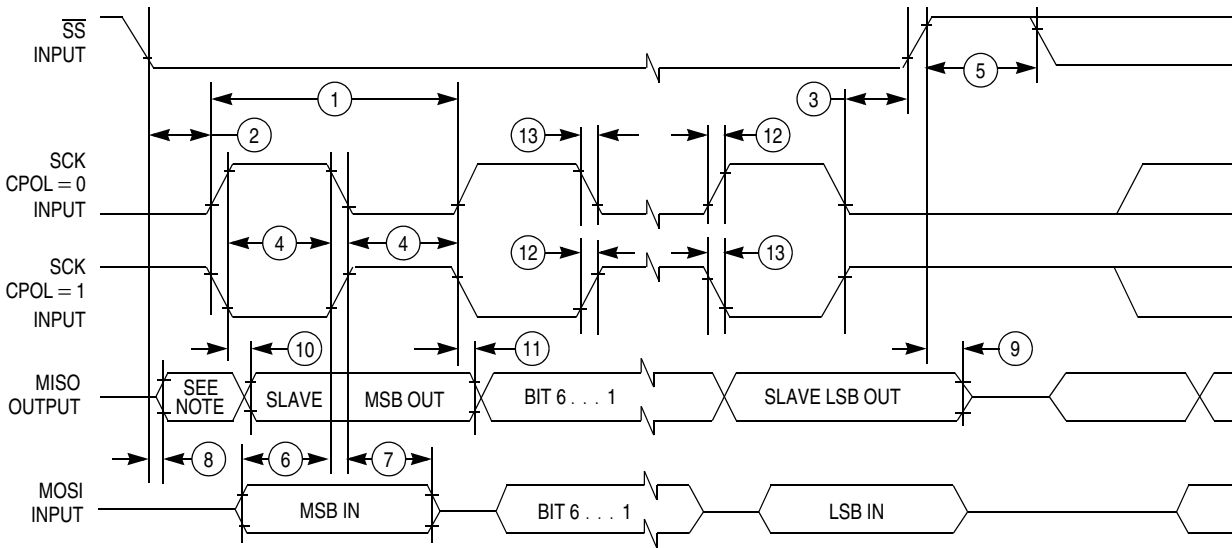 SS
INPUT
5
1
3
2
13
12
SCK
CPOL = 0
INPUT
4
4
SCK
CPOL = 1
INPUT
12
13
10
11
9
MISO
OUTPUT
SEE
NOTE
SLAVE
MSB OUT
BIT 6 . . . 1
SLAVE LSB OUT
8
6
7
MOSI
INPUT
MSB IN
BIT 6 . . . 1
LSB IN